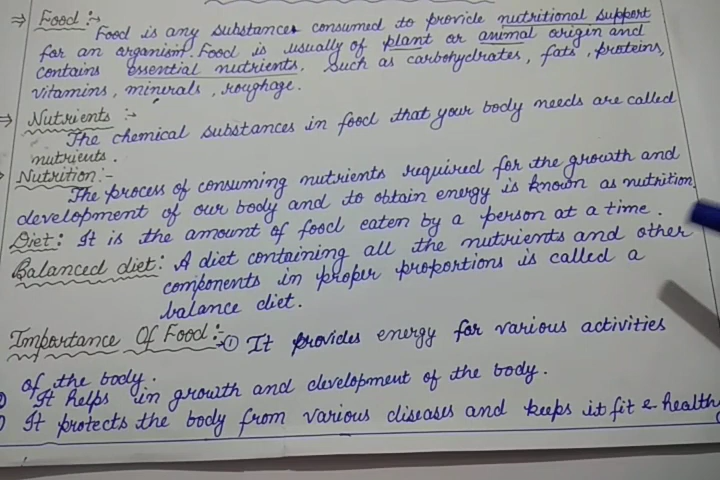 ⇒ Food :-
Food is any substances consumed to provide nutritional support
for an organism. Food is usually of plant or animal origin and
contains essential nutrients. Such as carbohydrates, fats, proteins,
vitamins, minerals, roughage.
⇒ Nutrients :-
The chemical substances in food that your body needs are called
nutrients.
Nutrition:-
The process of consuming nutrients required for the growth and
development of our body and to obtain energy is known as nutrition.
Diet: It is the amount of food eaten by a person at a time.
Balanced diet: A diet containing all the nutrients and other
components in proper proportions is called a
balance diet.
Importance Of Food:- → ① It provides energy for various activities
of the body.
It helps in growth and development of the body.
It protects the body from various diseases and keeps it fit & healthy